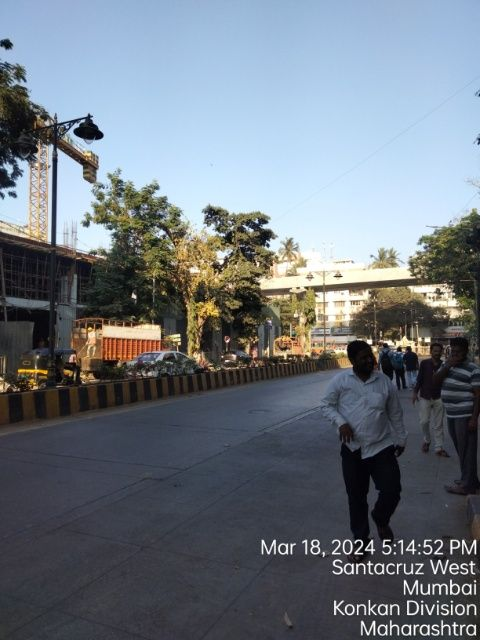 Mar 18, 2024 5:14:52 PM
Santacruz West
Mumbai
Konkan Division
Maharashtra